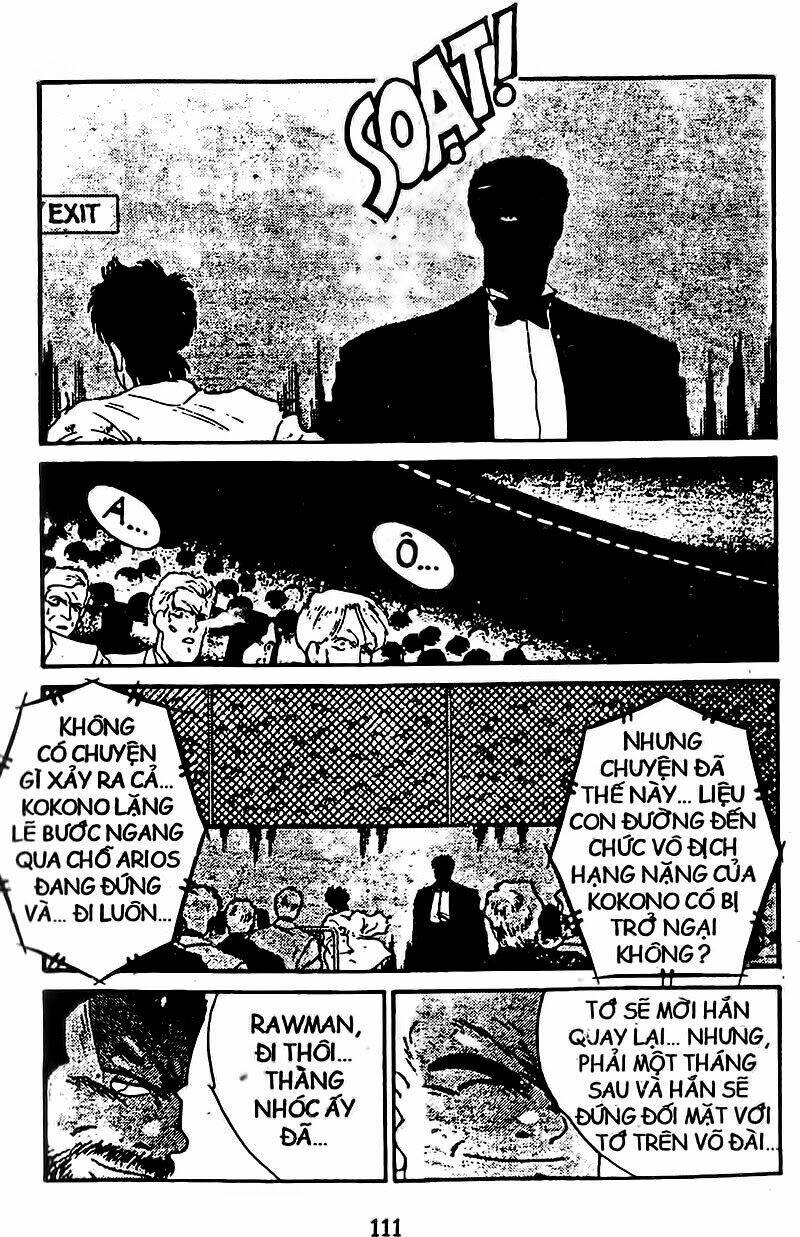 SOẠT!
EXIT
A...
Ô...
KHÔNG
CÓ CHUYỆN
GÌ XẢY RA CẢ...
KOKONO LẶNG
LẼ BƯỚC NGANG
QUA CHỖ ARIOS
ĐANG ĐỨNG
VÀ... ĐI LUÔN...
NHƯNG
CHUYỆN ĐÃ
THẾ NÀY... LIỆU
CON ĐƯỜNG ĐẾN
CHỨC VÔ ĐỊCH
HẠNG NẶNG CỦA
KOKONO CÓ BỊ
TRỞ NGẠI
KHÔNG?
RAWMAN,
ĐI THÔI...
THẰNG
NHÓC ẤY
ĐÃ...
TỚ SẼ MỜI HẮN
QUAY LẠI... NHƯNG,
PHẢI MỘT THÁNG
SAU VÀ HẮN SẼ
ĐỨNG ĐỐI MẶT VỚI
TỚ TRÊN VÕ ĐÀI...
111